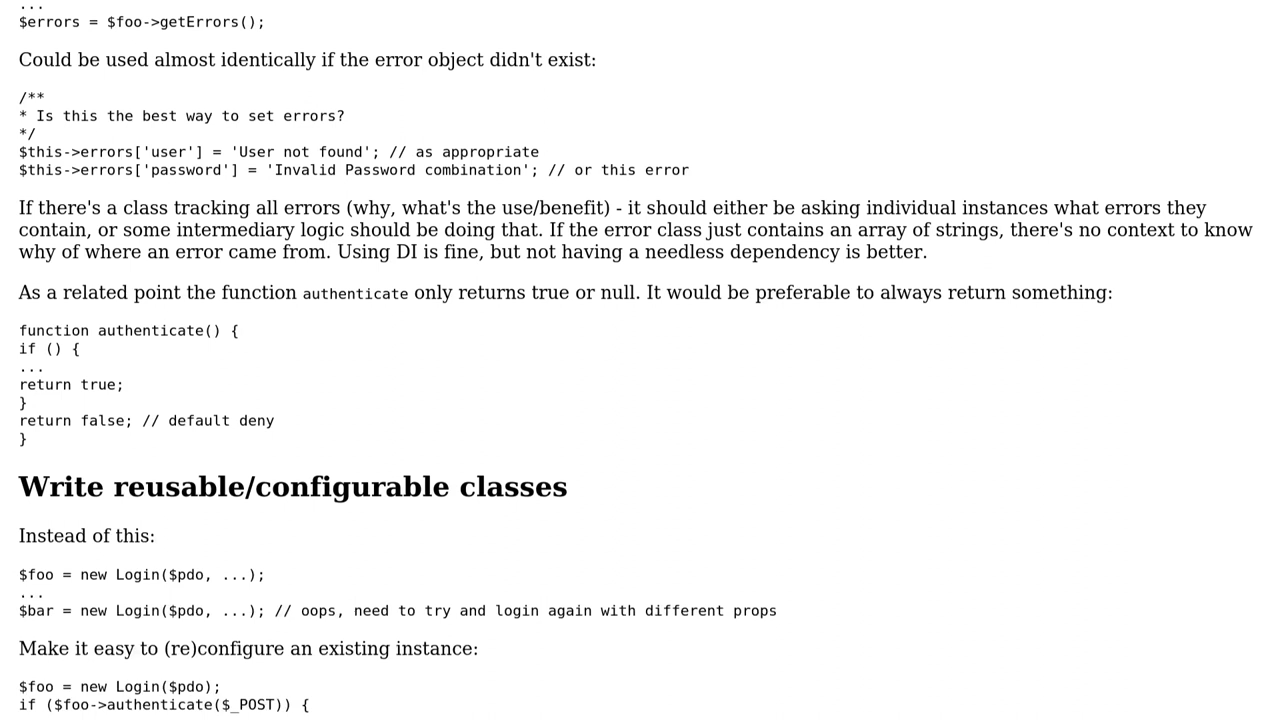 ...
$errors = $foo->getErrors();
Could be used almost identically if the error object didn't exist:
/**
* Is this the best way to set errors?
*/
$this->errors['user'] = 'User not found'; // as appropriate
$this->errors['password'] = 'Invalid Password combination'; // or this error
If there's a class tracking all errors (why, what's the use/benefit) - it should either be asking individual instances what errors they
contain, or some intermediary logic should be doing that. If the error class just contains an array of strings, there's no context to know
why of where an error came from. Using DI is fine, but not having a needless dependency is better.
As a related point the function authenticate only returns true or null. It would be preferable to always return something:
function authenticate() {
if () {
...
return true;
}
return false; // default deny
}
Write reusable/configurable classes
Instead of this:
$foo = new Login($pdo, ...);
...
$bar = new Login($pdo, ...); // oops, need to try and login again with different props
Make it easy to (re)configure an existing instance:
$foo = new Login($pdo);
if ($foo->authenticate($_POST)) {